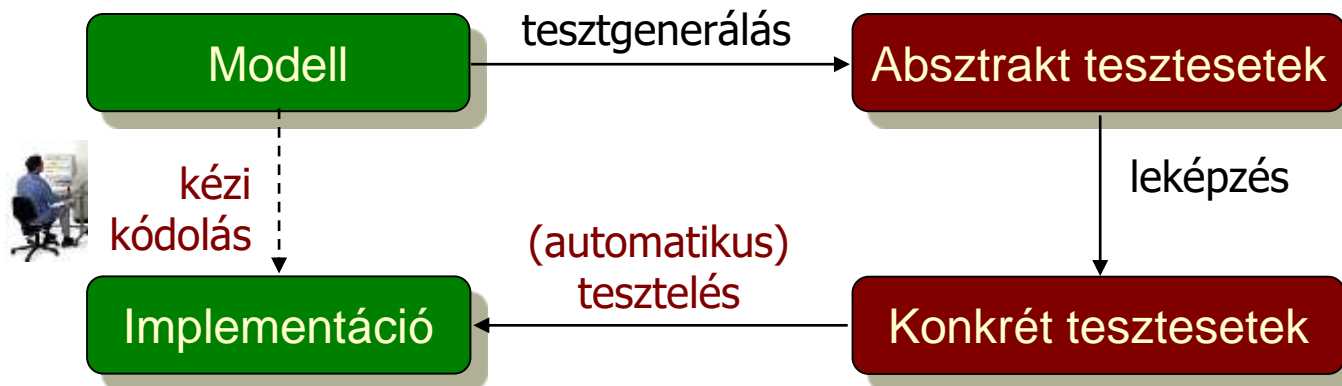 tesztgenerálás
Modell
Absztrakt tesztesetek
kézi
kódolás
leképzés
(automatikus)
tesztelés
Implementáció
Konkrét tesztesetek